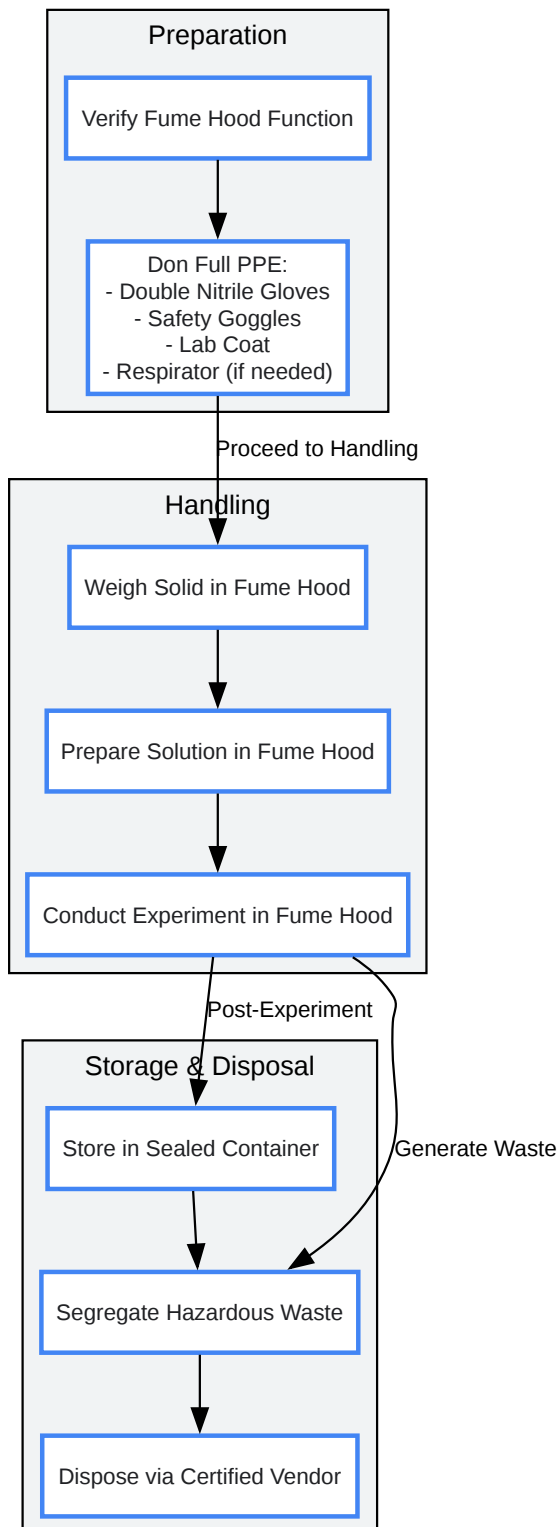 Preparation
Verify Fume Hood Function
Don Full PPE:
- Double Nitrile Gloves
- Safety Goggles
- Lab Coat
- Respirator (if needed)
Proceed to Handling
Handling
Weigh Solid in Fume Hood
Prepare Solution in Fume Hood
Conduct Experiment in Fume Hood
Post-Experiment
Storage & Disposal
Store in Sealed Container
Generate Waste
Segregate Hazardous Waste
Dispose via Certified Vendor